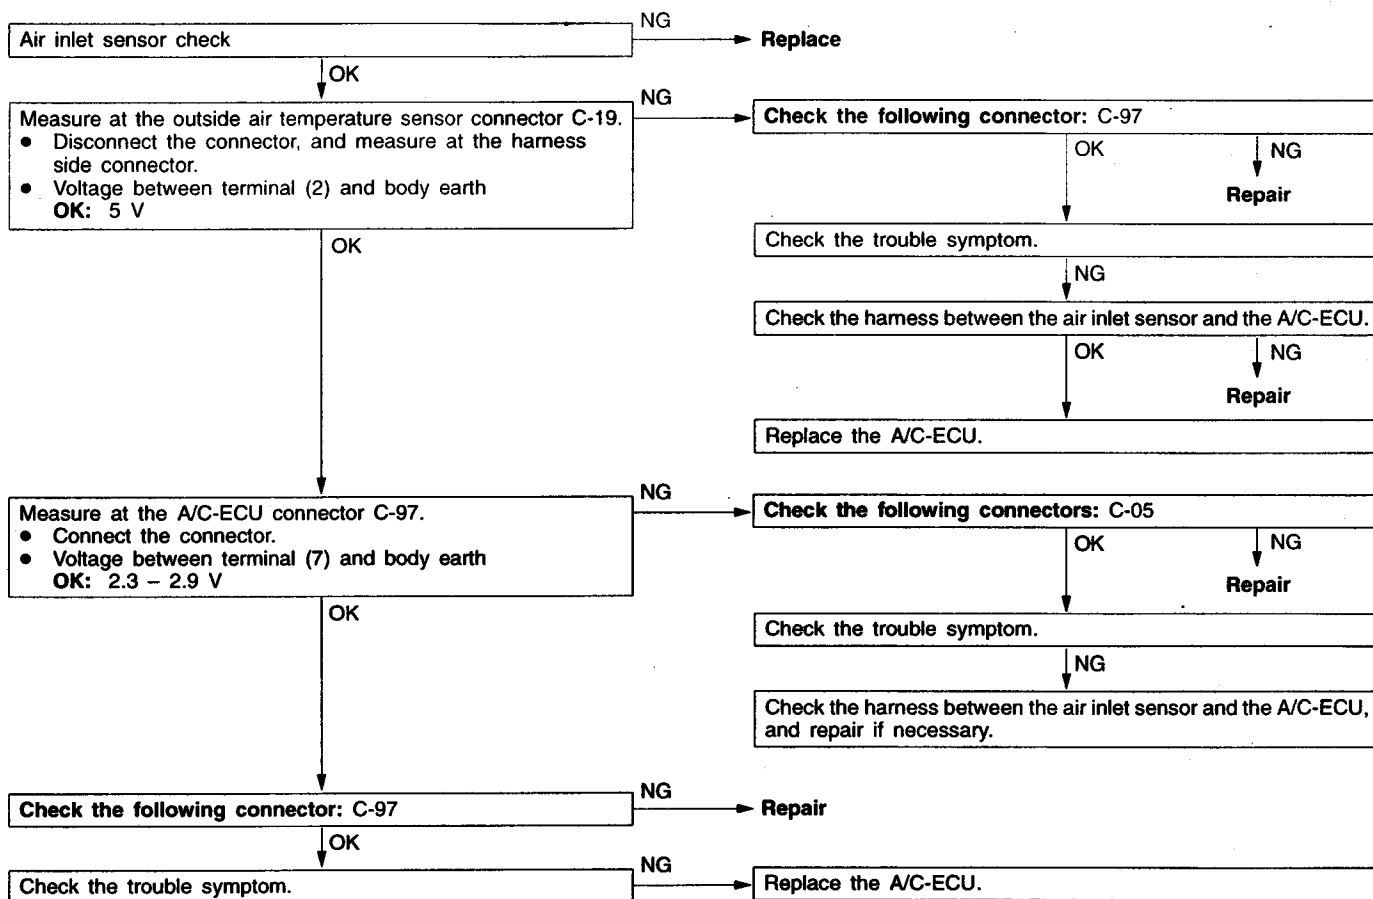 Air inlet sensor check
NG
Replace
OK
Measure at the outside air temperature sensor connector C-19.
● Disconnect the connector, and measure at the harness
side connector.
● Voltage between terminal (2) and body earth
OK: 5 V
NG
Check the following connector: C-97
OK
NG
Repair
Check the trouble symptom.
NG
Check the harness between the air inlet sensor and the A/C-ECU.
OK
NG
Repair
Replace the A/C-ECU.
OK
Measure at the A/C-ECU connector C-97.
● Connect the connector.
● Voltage between terminal (7) and body earth
OK: 2.3 – 2.9 V
NG
Check the following connectors: C-05
OK
NG
Repair
Check the trouble symptom.
NG
Check the harness between the air inlet sensor and the A/C-ECU,
and repair if necessary.
OK
Check the following connector: C-97
NG
Repair
OK
Check the trouble symptom.
NG
Replace the A/C-ECU.